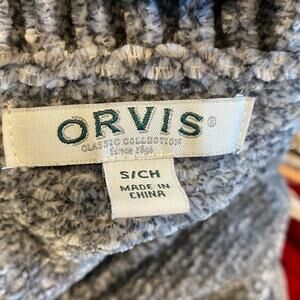 ORVIS®
CLASSIC COLLECTION
Since 1856
S/CH
MADE IN
CHINA